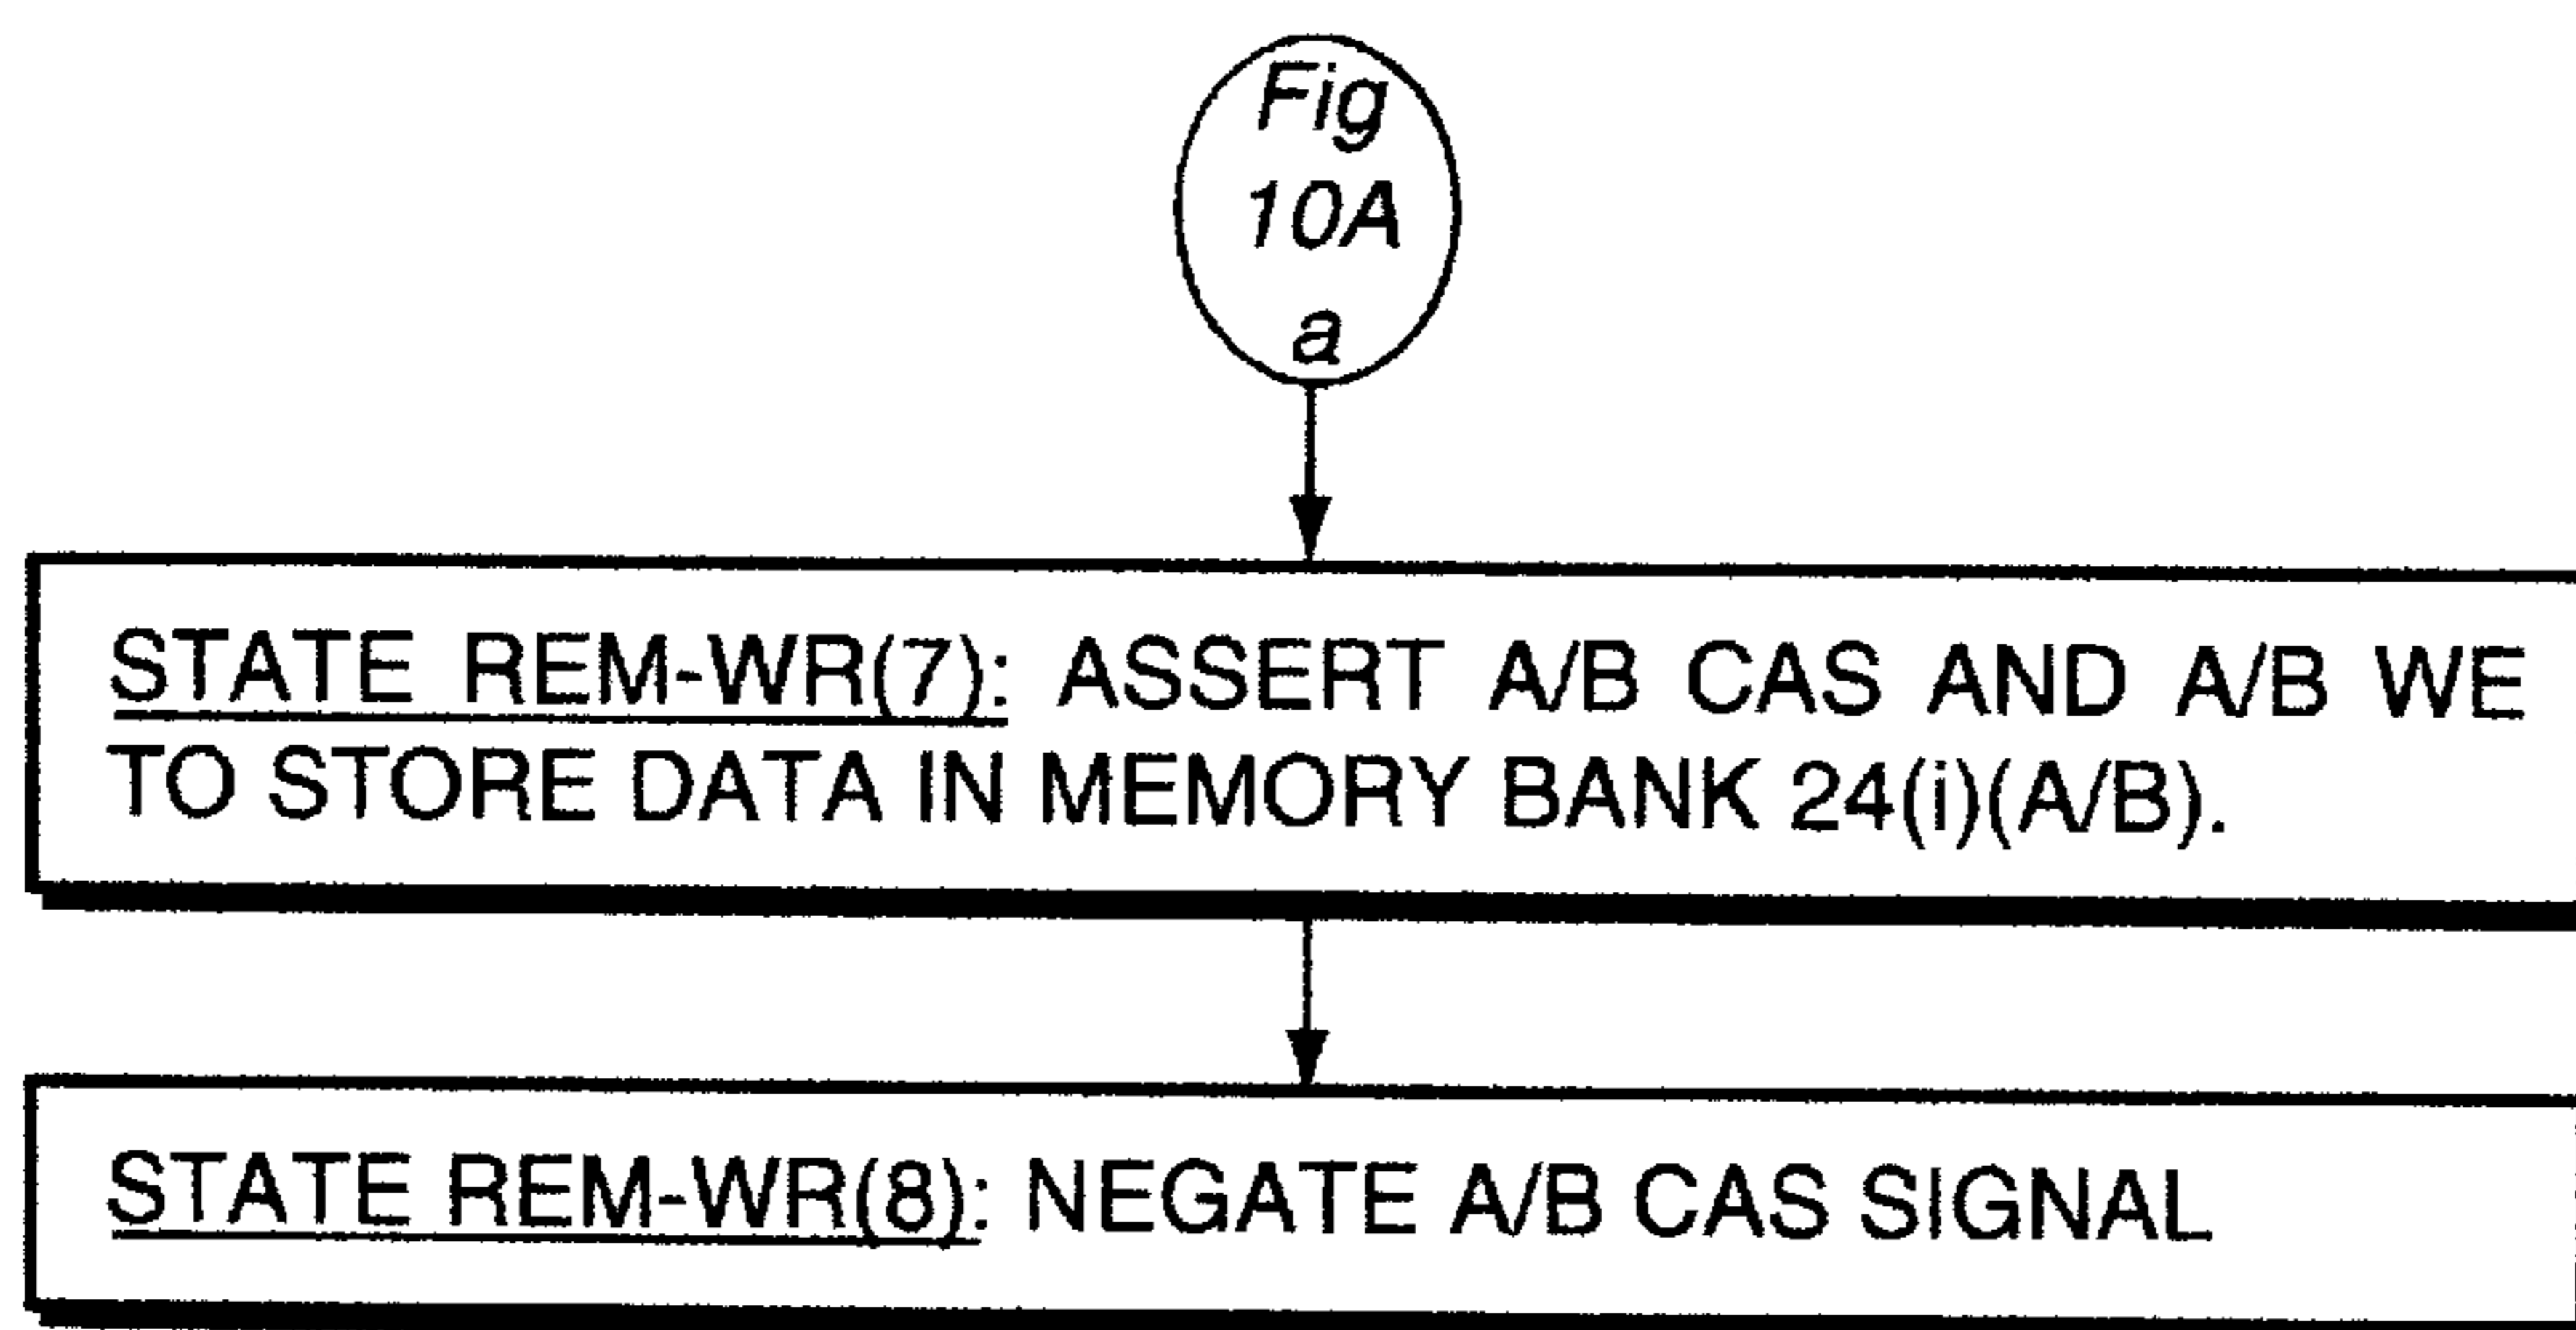 Fig
10A
a
STATE REM-WR(7): ASSERT A/B CAS AND A/B WE
TO STORE DATA IN MEMORY BANK 24(i)(A/B).
STATE REM-WR(8): NEGATE A/B CAS SIGNAL